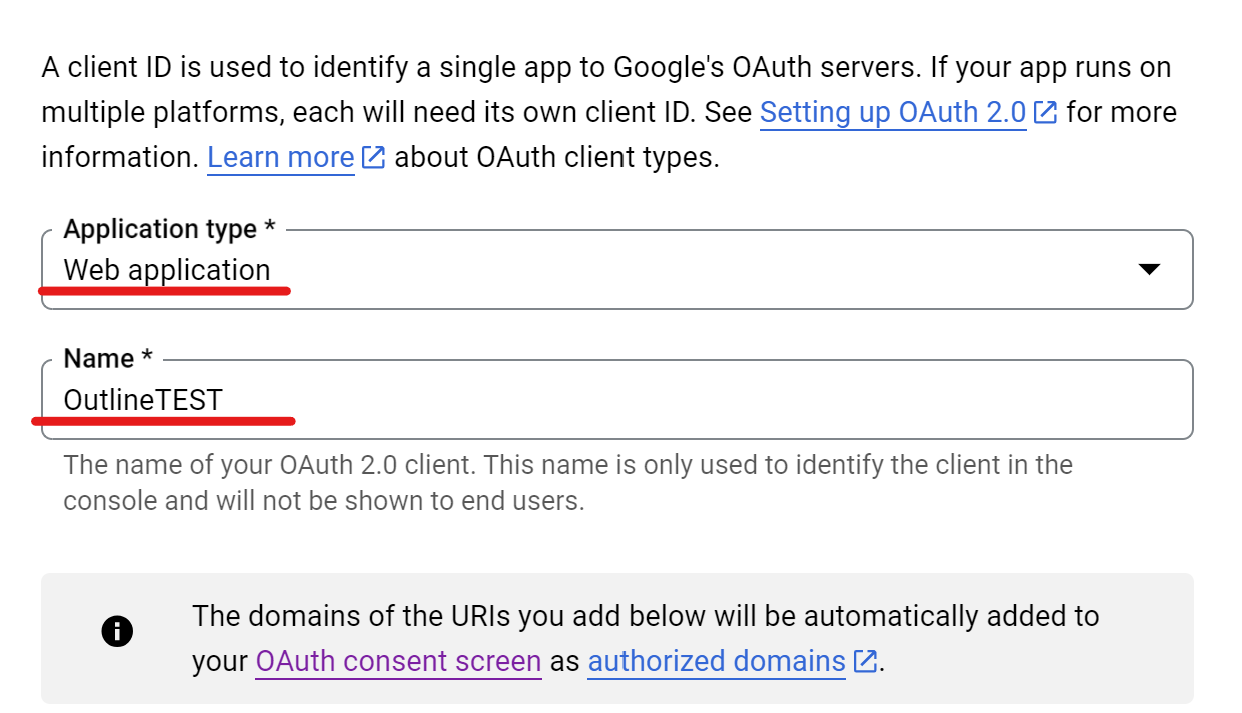 A client ID is used to identify a single app to Google's OAuth servers. If your app runs on
multiple platforms, each will need its own client ID. See Setting up OAuth 2.0 for more
information. Learn more about OAuth client types.
Application type *
Web application
Name *
OutlineTEST
The name of your OAuth 2.0 client. This name is only used to identify the client in the
console and will not be shown to end users.
The domains of the URIs you add below will be automatically added to
your OAuth consent screen as authorized domains.